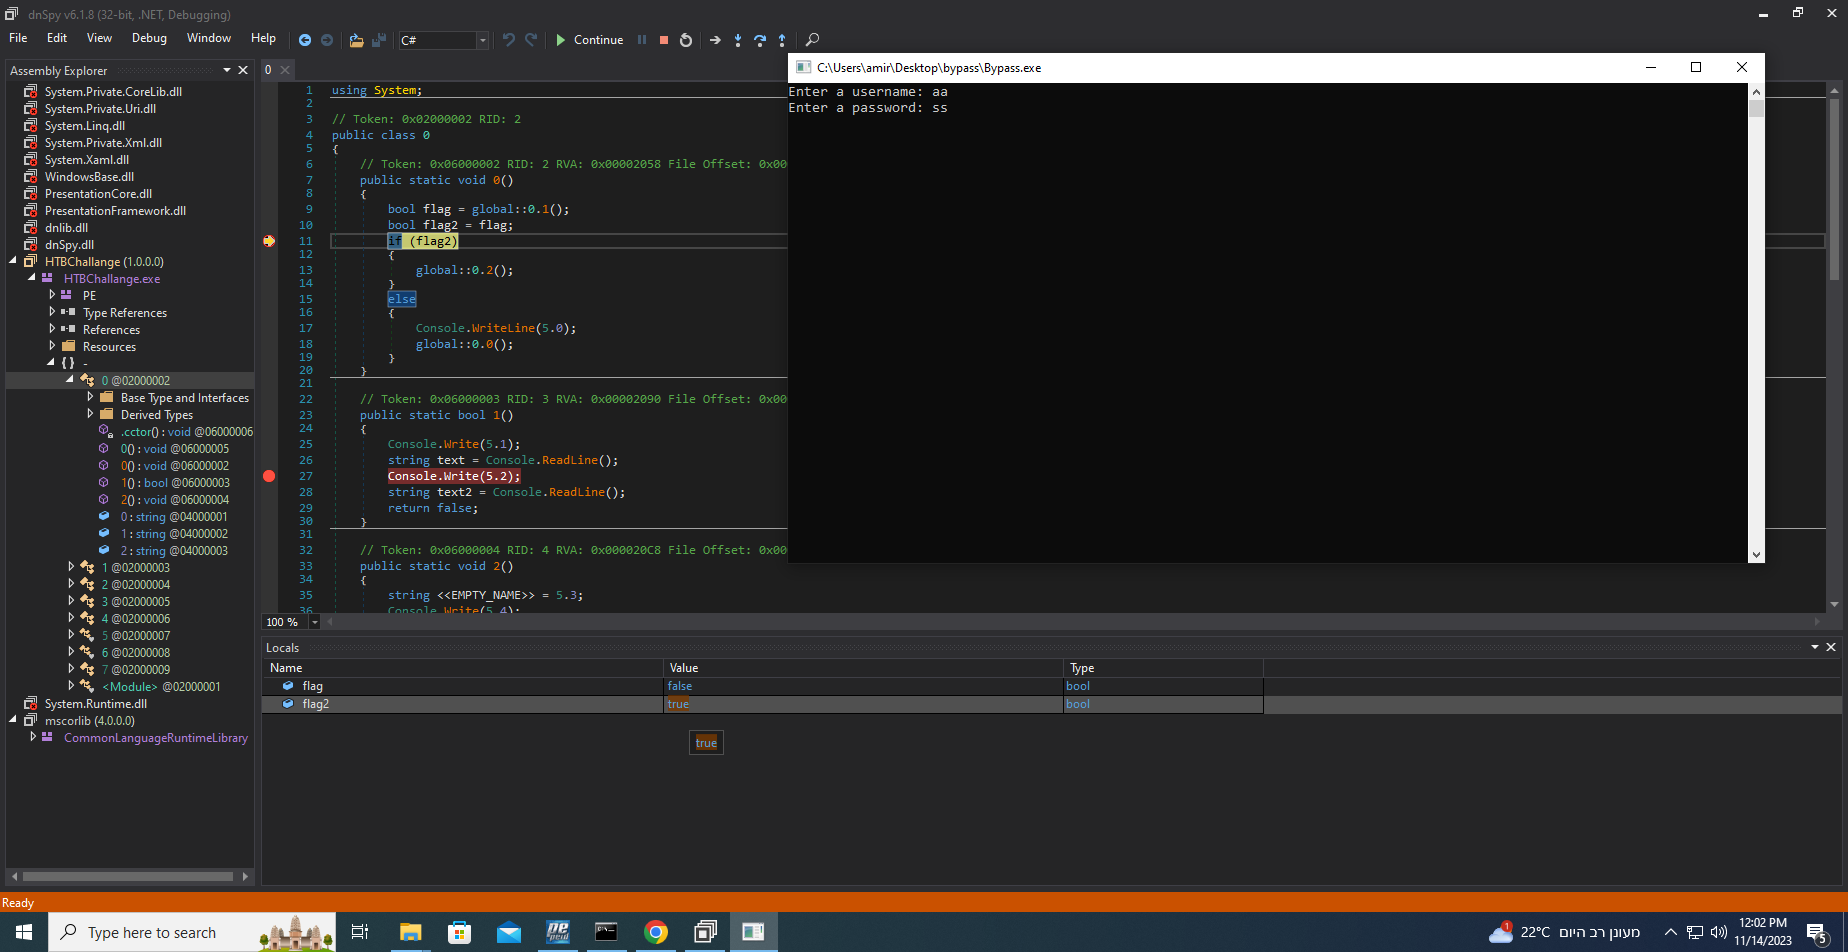 dnSpy v6.1.8 (32-bit, .NET, Debugging)
File Edit View Debug Window Help C# Continue
Assembly Explorer
System.Private.CoreLib.dll
System.Private.Uri.dll
System.Linq.dll
System.Private.Xml.dll
System.Xaml.dll
WindowsBase.dll
PresentationCore.dll
PresentationFramework.dll
dnlib.dll
dnSpy.dll
HTBChallange (1.0.0.0)
HTBChallange.exe
PE
Type References
References
Resources
{ } -
0 @02000002
Base Type and Interfaces
Derived Types
.cctor() : void @06000006
0() : void @06000005
0() : void @06000002
1() : bool @06000003
2() : void @06000004
0 : string @04000001
1 : string @04000002
2 : string @04000003
1 @02000003
2 @02000004
3 @02000005
4 @02000006
5 @02000007
6 @02000008
7 @02000009
<Module> @02000001
System.Runtime.dll
mscorlib (4.0.0.0)
CommonLanguageRuntimeLibrary
0
1 using System;
2
3 // Token: 0x02000002 RID: 2
4 public class 0
5 {
6 // Token: 0x06000002 RID: 2 RVA: 0x00002058 File Offset: 0x00
7 public static void 0()
8 {
9 bool flag = global::0.1();
10 bool flag2 = flag;
11 if (flag2)
12 {
13 global::0.2();
14 }
15 else
16 {
17 Console.WriteLine(5.0);
18 global::0.0();
19 }
20 }
21
22 // Token: 0x06000003 RID: 3 RVA: 0x00002090 File Offset: 0x00
23 public static bool 1()
24 {
25 Console.Write(5.1);
26 string text = Console.ReadLine();
27 Console.Write(5.2);
28 string text2 = Console.ReadLine();
29 return false;
30 }
31
32 // Token: 0x06000004 RID: 4 RVA: 0x000020C8 File Offset: 0x00
33 public static void 2()
34 {
35 string <<EMPTY_NAME>> = 5.3;
36 Console.Write(5.4);
100 %
C:\Users\amir\Desktop\bypass\Bypass.exe
Enter a username: aa
Enter a password: ss
Locals
Name Value Type
flag false bool
flag2 true bool
true
Ready
Type here to search
1
22°C מעונן רב היום
12:02 PM
11/14/2023
5